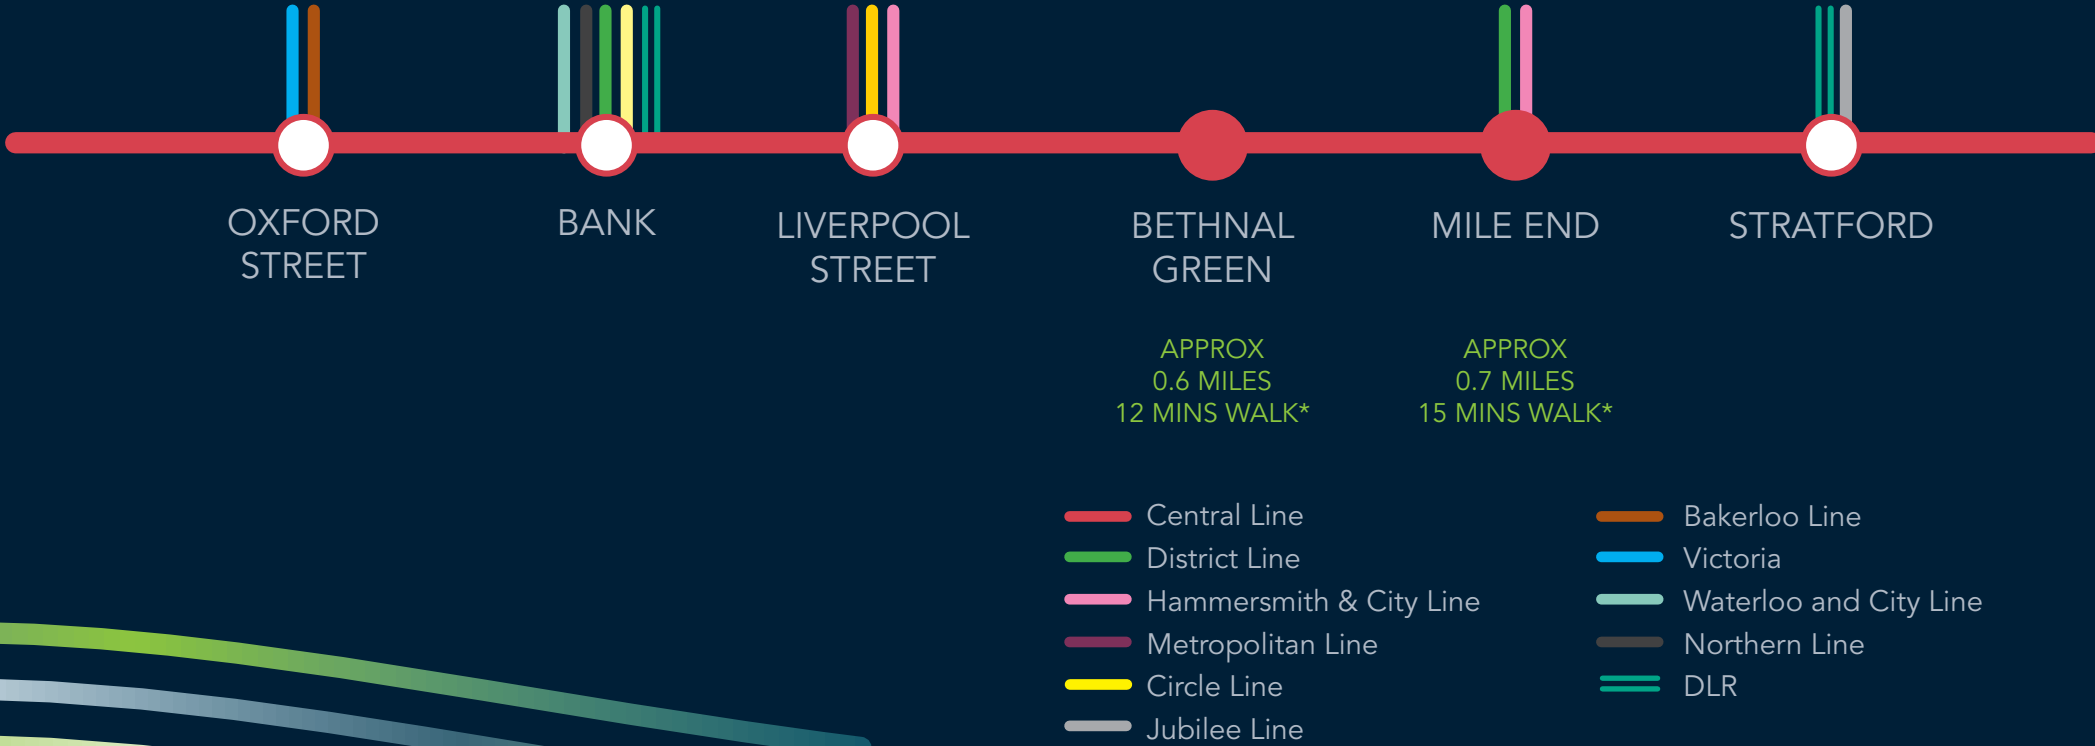 OXFORD
STREET
BANK
LIVERPOOL
STREET
BETHNAL
GREEN
MILE END
STRATFORD
APPROX
0.6 MILES
12 MINS WALK*
APPROX
0.7 MILES
15 MINS WALK*
Central Line
District Line
Hammersmith & City Line
Metropolitan Line
Circle Line
Jubilee Line
Bakerloo Line
Victoria
Waterloo and City Line
Northern Line
DLR